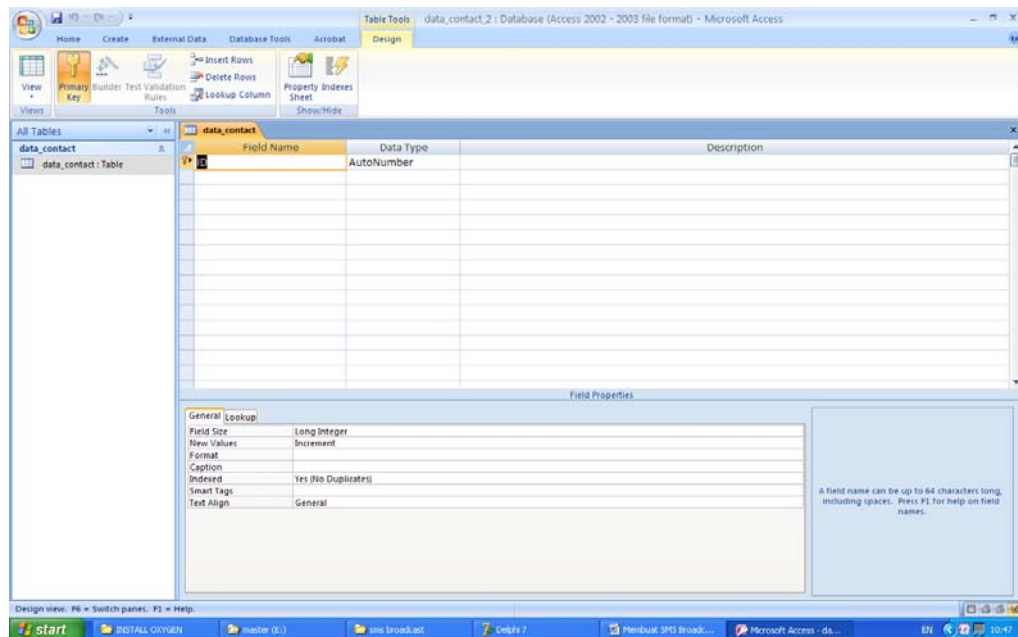 Table Tools data_contact_2 : Database (Access 2002 - 2003 file format) - Microsoft Access
Home Create External Data Database Tools Acrobat Design
View
Primary Key
Builder
Test Validation Rules
Insert Rows
Delete Rows
Lookup Column
Property Sheet
Indexes
Views Tools Show/Hide
All Tables
data_contact
data_contact : Table
data_contact
Field Name Data Type Description
ID AutoNumber
Field Properties
General Lookup
Field Size Long Integer
New Values Increment
Format
Caption
Indexed Yes (No Duplicates)
Smart Tags
Text Align General
A field name can be up to 64 characters long,
including spaces. Press F1 for help on field
names.
Design view. F6 = Switch panes. F1 = Help.
start INSTALL OXYGEN master (E:) sms broadcast Delphi 7 Membuat SMS Broadc... Microsoft Access - da... EN 10:47